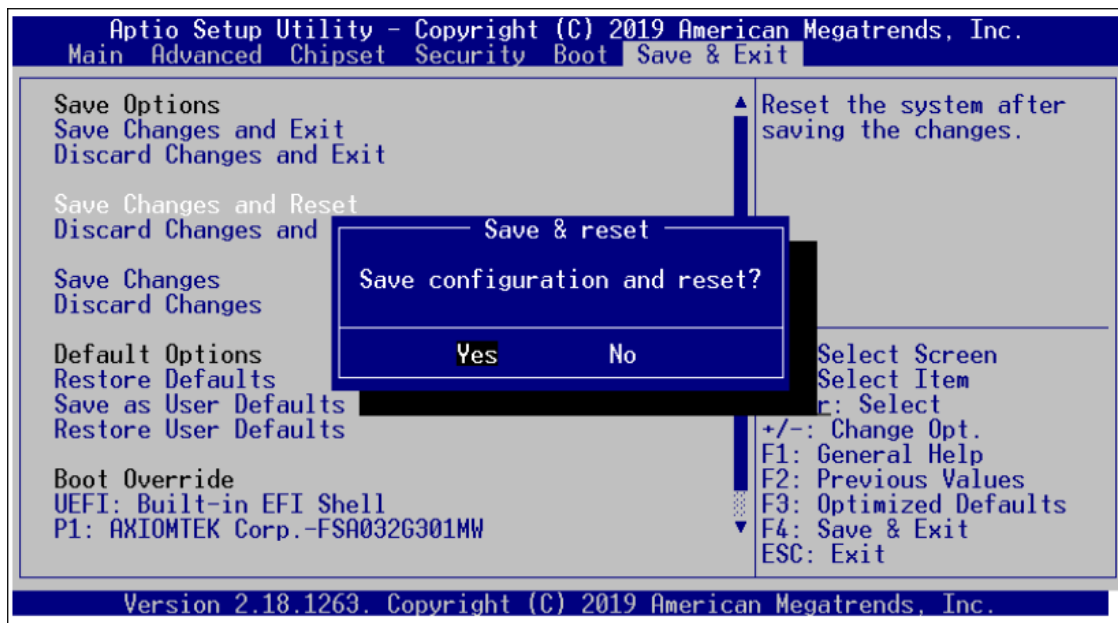 Aptio Setup Utility - Copyright (C) 2019 American Megatrends, Inc.
Main Advanced Chipset Security Boot Save & Exit
Save Options
Save Changes and Exit
Discard Changes and Exit
Save Changes and Reset
Discard Changes and
Save Changes
Discard Changes
Default Options
Restore Defaults
Save as User Defaults
Restore User Defaults
Boot Override
UEFI: Built-in EFI Shell
P1: AXIOMTEK Corp.-FSA032G301MW
Save & reset
Save configuration and reset?
Yes No
Reset the system after
saving the changes.
Select Screen
Select Item
r: Select
+/-: Change Opt.
F1: General Help
F2: Previous Values
F3: Optimized Defaults
F4: Save & Exit
ESC: Exit
Version 2.18.1263. Copyright (C) 2019 American Megatrends, Inc.